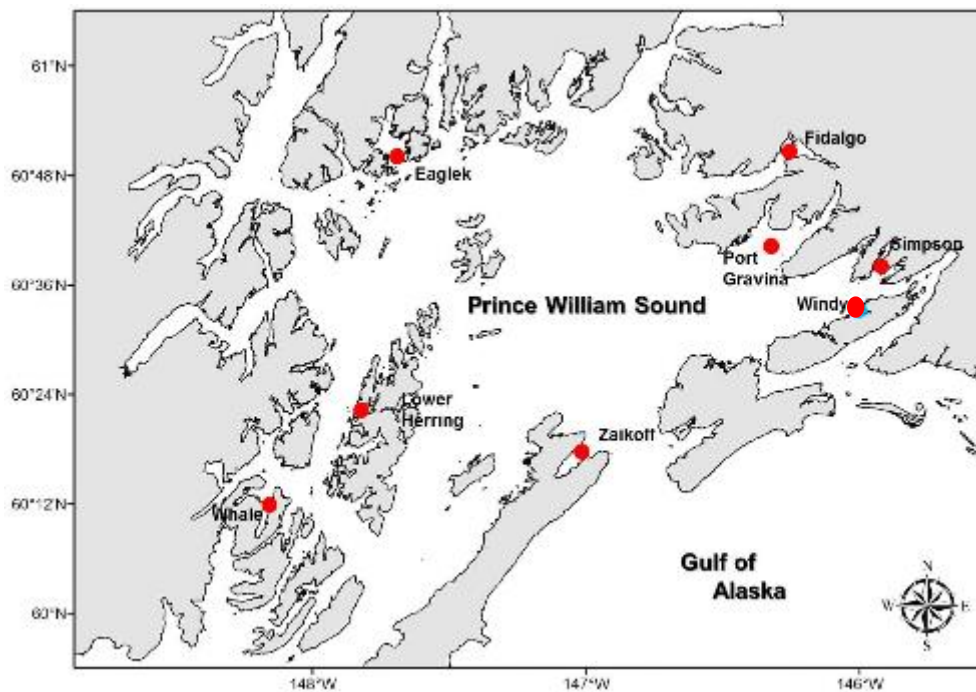 61°N
60°48'N
60°36'N
60°24'N
60°12'N
60°N
148°W
147°W
146°W
Fidalgo
Eaglek
Port
Gravina
Simpson
Windy
Prince William Sound
Lower
Herring
Zaikoff
Whale
Gulf of
Alaska
N
W
E
S